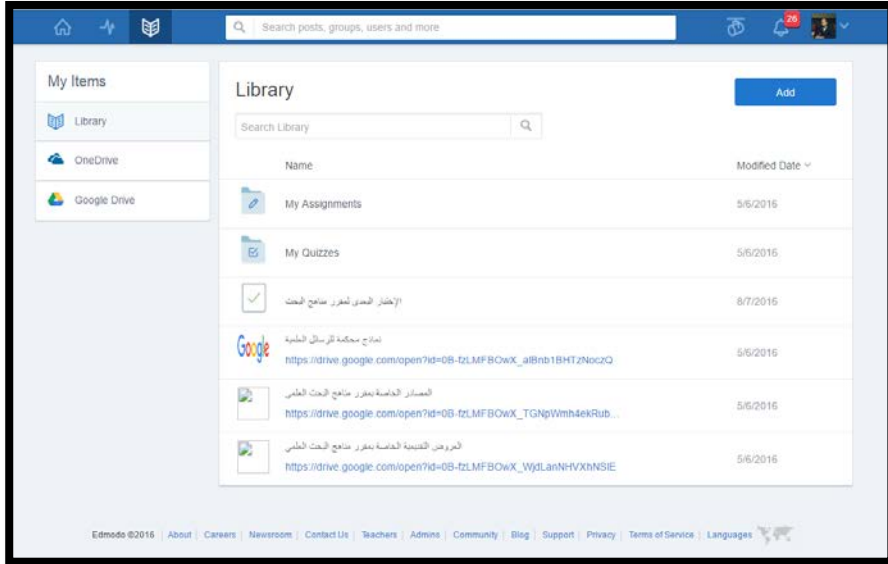 Search posts, groups, users and more
26
My Items
Library
OneDrive
Google Drive
Library
Add
Search Library
Name Modified Date
My Assignments 5/6/2016
My Quizzes 5/6/2016
الإختبار البعدى لمقرر مناهج البحث 8/7/2016
Google
نماذج محكمة للرسائل العلمية
https://drive.google.com/open?id=0B-fzLMFBOwX_alBnb1BHTzNoczQ 5/6/2016
المصادر الخاصة بمقرر مناهج البحث العلمى
https://drive.google.com/open?id=0B-fzLMFBOwX_TGNpWmh4ekRub... 5/6/2016
العروض التقديمية الخاصة بمقرر مناهج البحث العلمى
https://drive.google.com/open?id=0B-fzLMFBOwX_WjdLanNHVXhNSlE 5/6/2016
Edmodo ©2016 | About | Careers | Newsroom | Contact Us | Teachers | Admins | Community | Blog | Support | Privacy | Terms of Service | Languages